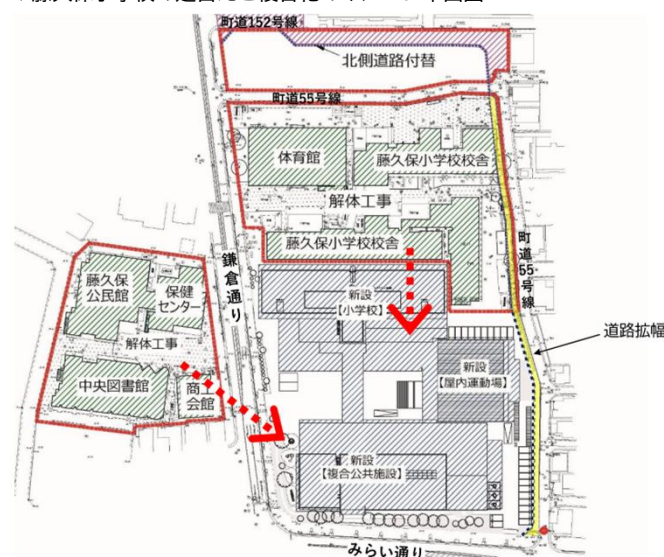 町道152号線
北側道路付替
町道55号線
体育館
藤久保小学校校舎
解体工事
藤久保小学校校舎
町道55号線
鎌倉通り
藤久保
公民館
保健
センター
解体工事
中央図書館
商工
会館
新設
【小学校】
道路拡幅
新設
【屋内運動場】
新設
【複合公共施設】
みらい通り